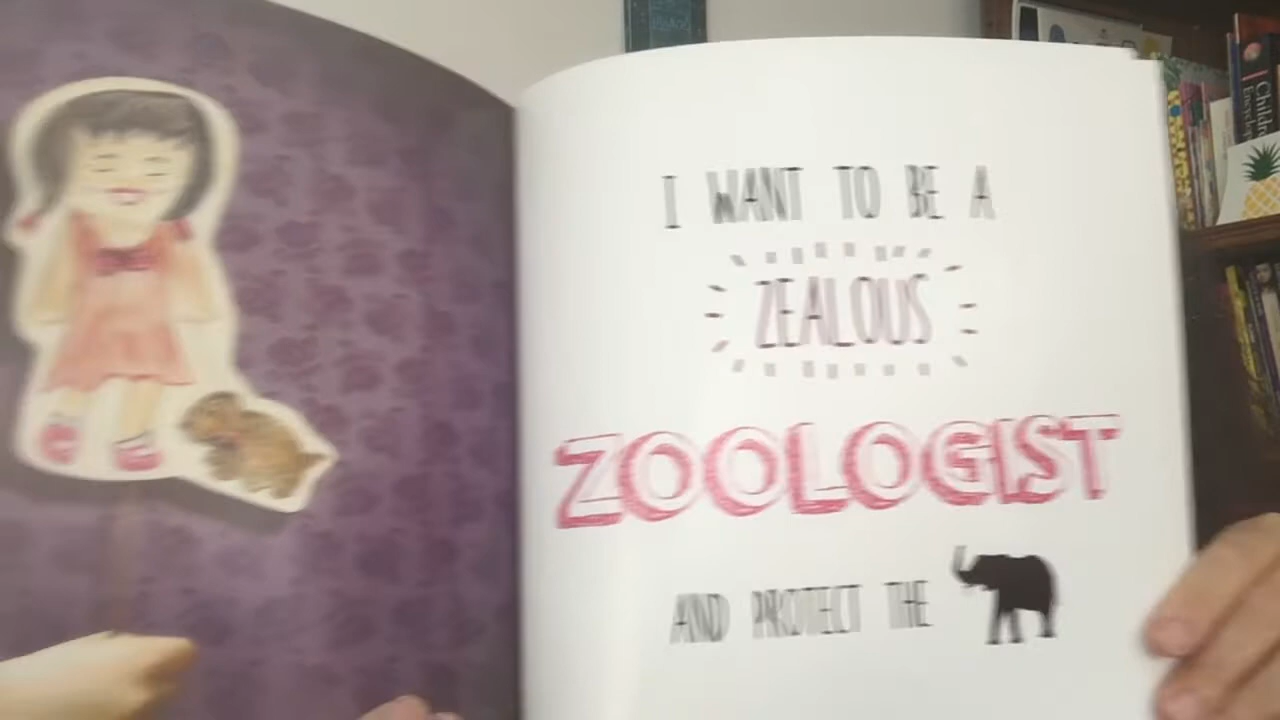 I WANT TO BE A
ZEALOUS
ZOOLOGIST
AND PROTECT THE